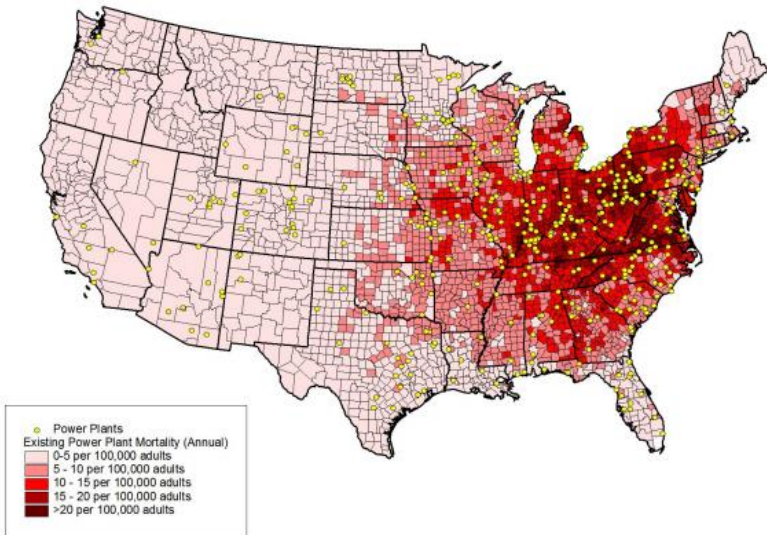 Power Plants
Existing Power Plant Mortality (Annual)
0-5 per 100,000 adults
5 - 10 per 100,000 adults
10 - 15 per 100,000 adults
15 - 20 per 100,000 adults
>20 per 100,000 adults